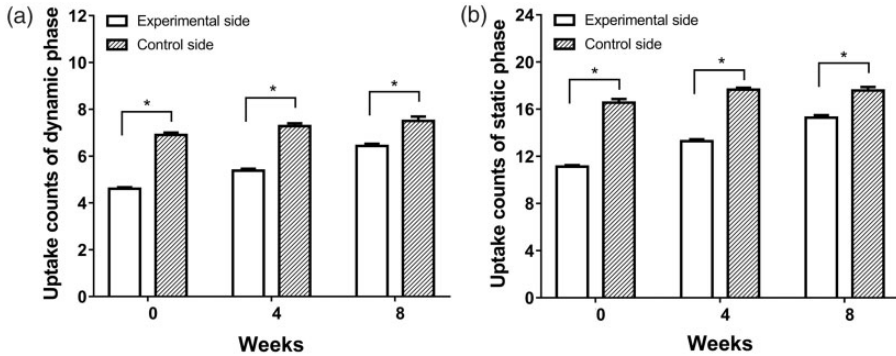 (a)
Uptake counts of dynamic phase
12
10
8
6
4
2
0
Experimental side
Control side
*
*
*
0 4 8
Weeks
(b)
Uptake counts of static phase
24
20
16
12
8
4
0
Experimental side
Control side
*
*
*
0 4 8
Weeks